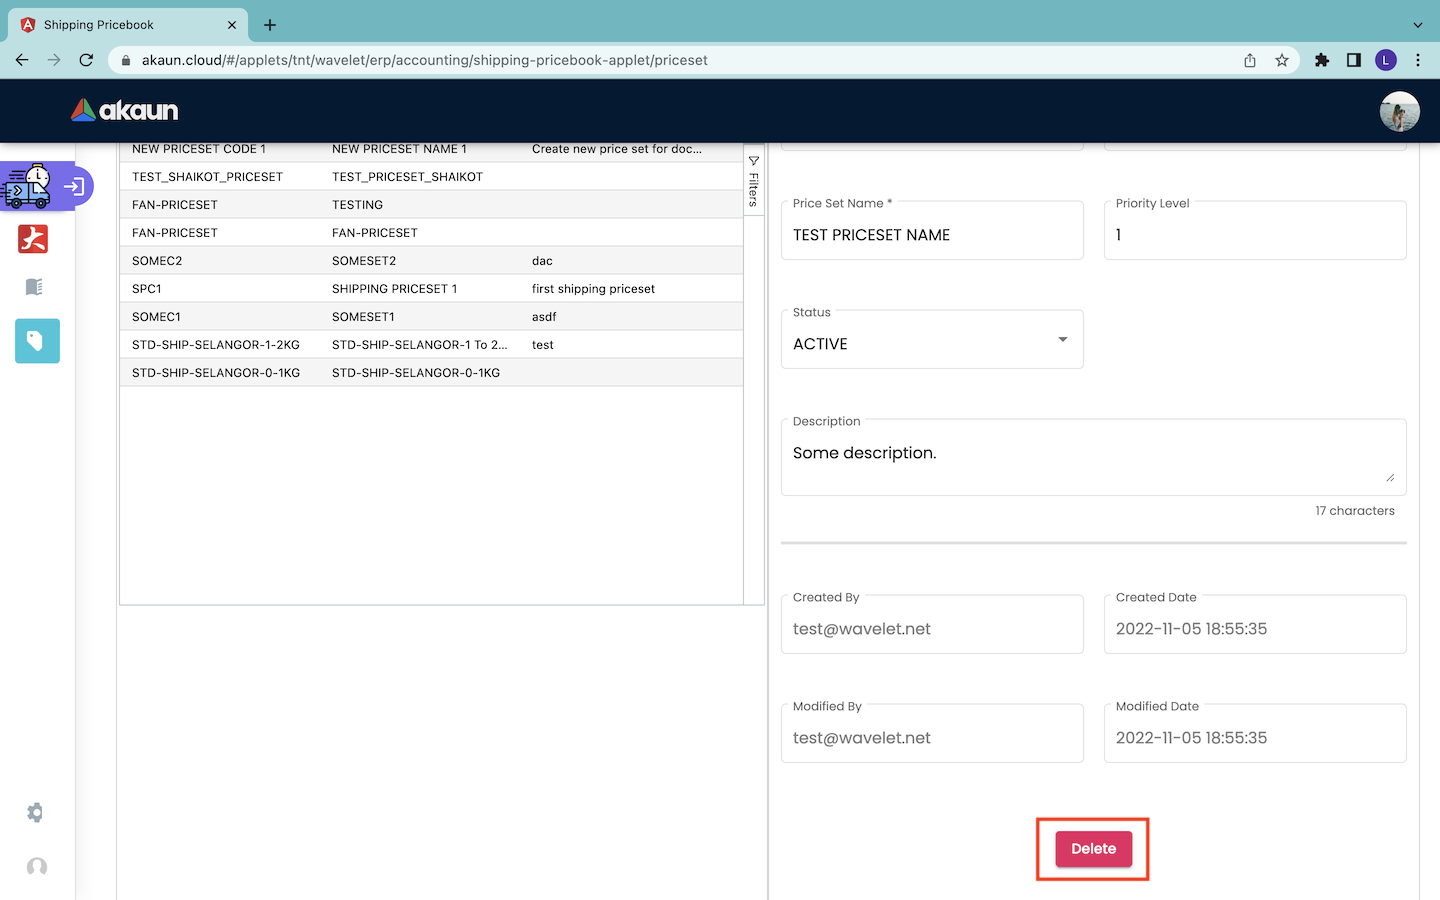 Shipping Pricebook
akaun.cloud/#/applets/tnt/wavelet/erp/accounting/shipping-pricebook-applet/priceset
L
akaun
NEW PRICESET CODE 1 NEW PRICESET NAME 1 Create new price set for doc...
TEST_SHAIKOT_PRICESET TEST_PRICESET_SHAIKOT
FAN-PRICESET TESTING
FAN-PRICESET FAN-PRICESET
SOMEC2 SOMESET2 dac
SPC1 SHIPPING PRICESET 1 first shipping priceset
SOMEC1 SOMESET1 asdf
STD-SHIP-SELANGOR-1-2KG STD-SHIP-SELANGOR-1 To 2... test
STD-SHIP-SELANGOR-0-1KG STD-SHIP-SELANGOR-0-1KG
Filters
Price Set Name * Priority Level
TEST PRICESET NAME 1
Status
ACTIVE
Description
Some description.
17 characters
Created By Created Date
test@wavelet.net 2022-11-05 18:55:35
Modified By Modified Date
test@wavelet.net 2022-11-05 18:55:35
Delete